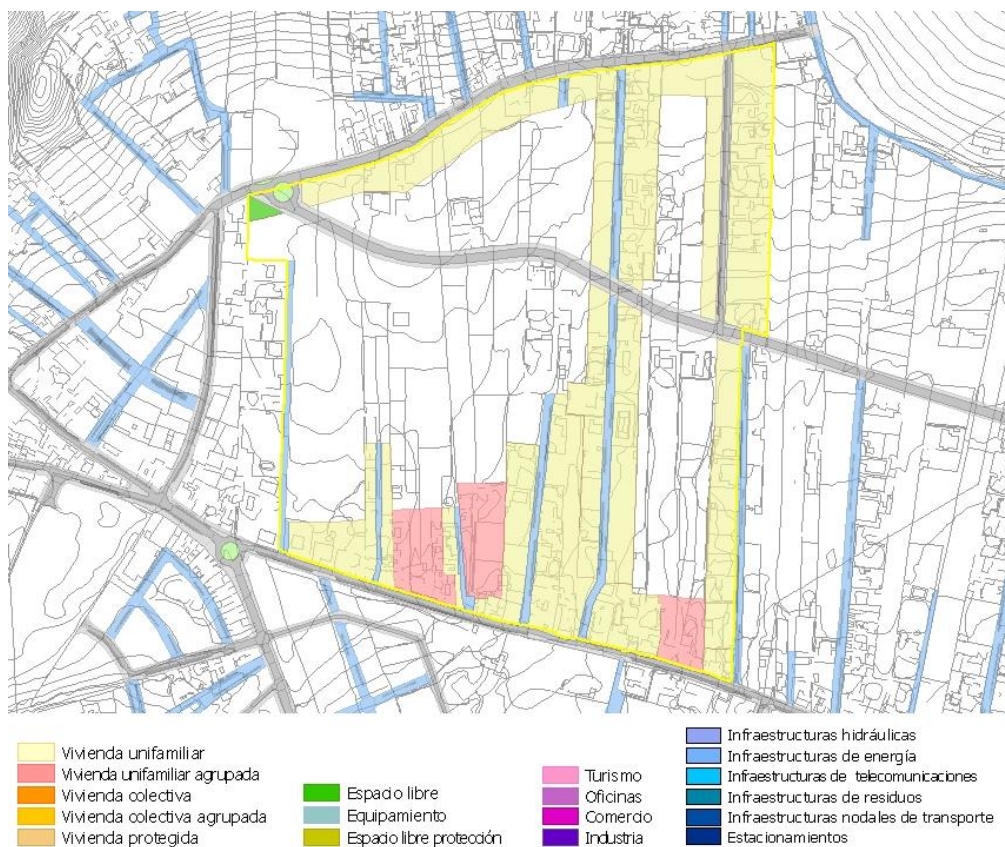 Vivienda unifamiliar
Vivienda unifamiliar agrupada
Vivienda colectiva
Vivienda colectiva agrupada
Vivienda protegida
Espacio libre
Equipamiento
Espacio libre protección
Turismo
Oficinas
Comercio
Industria
Infraestructuras hidráulicas
Infraestructuras de energía
Infraestructuras de telecomunicaciones
Infraestructuras de residuos
Infraestructuras nodales de transporte
Estacionamientos